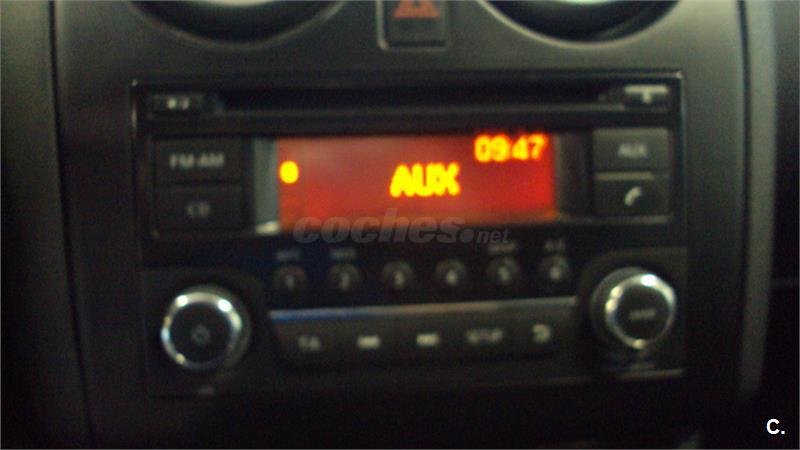 09:47
FM·AM
AUX
AUX
CD
coches.net
1 2 3 4 5 6
TA
SETUP
C.